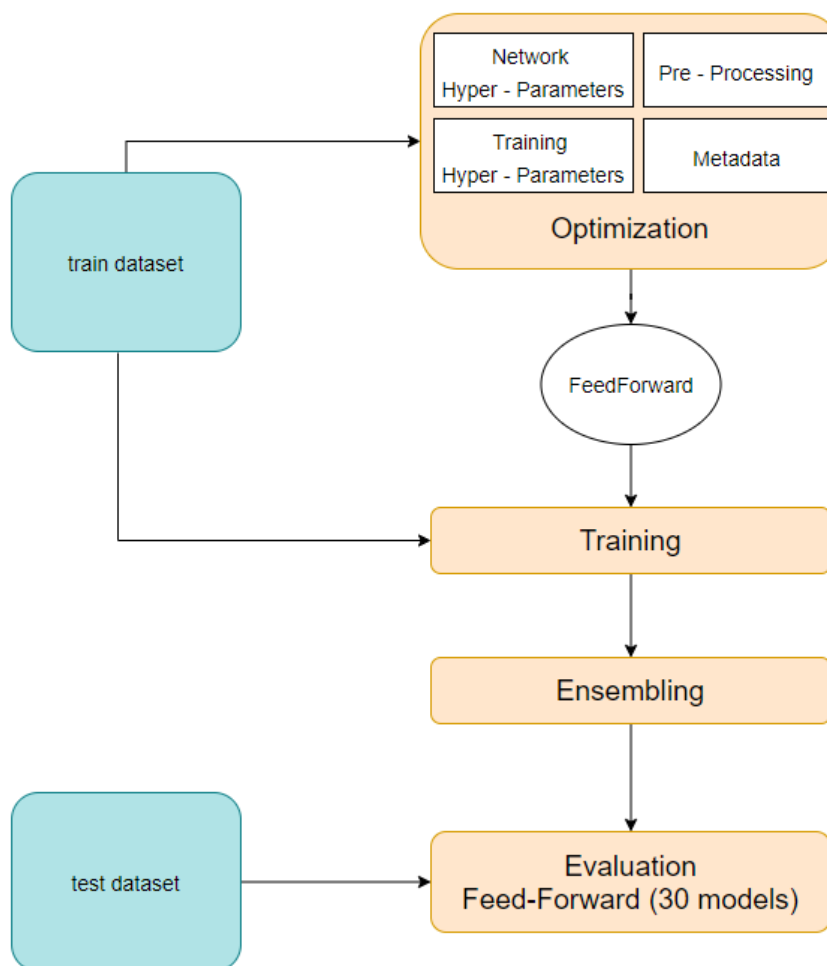 Network
Hyper - Parameters
Pre - Processing
Training
Hyper - Parameters
Metadata
Optimization
train dataset
FeedForward
Training
Ensembling
test dataset
Evaluation
Feed-Forward (30 models)